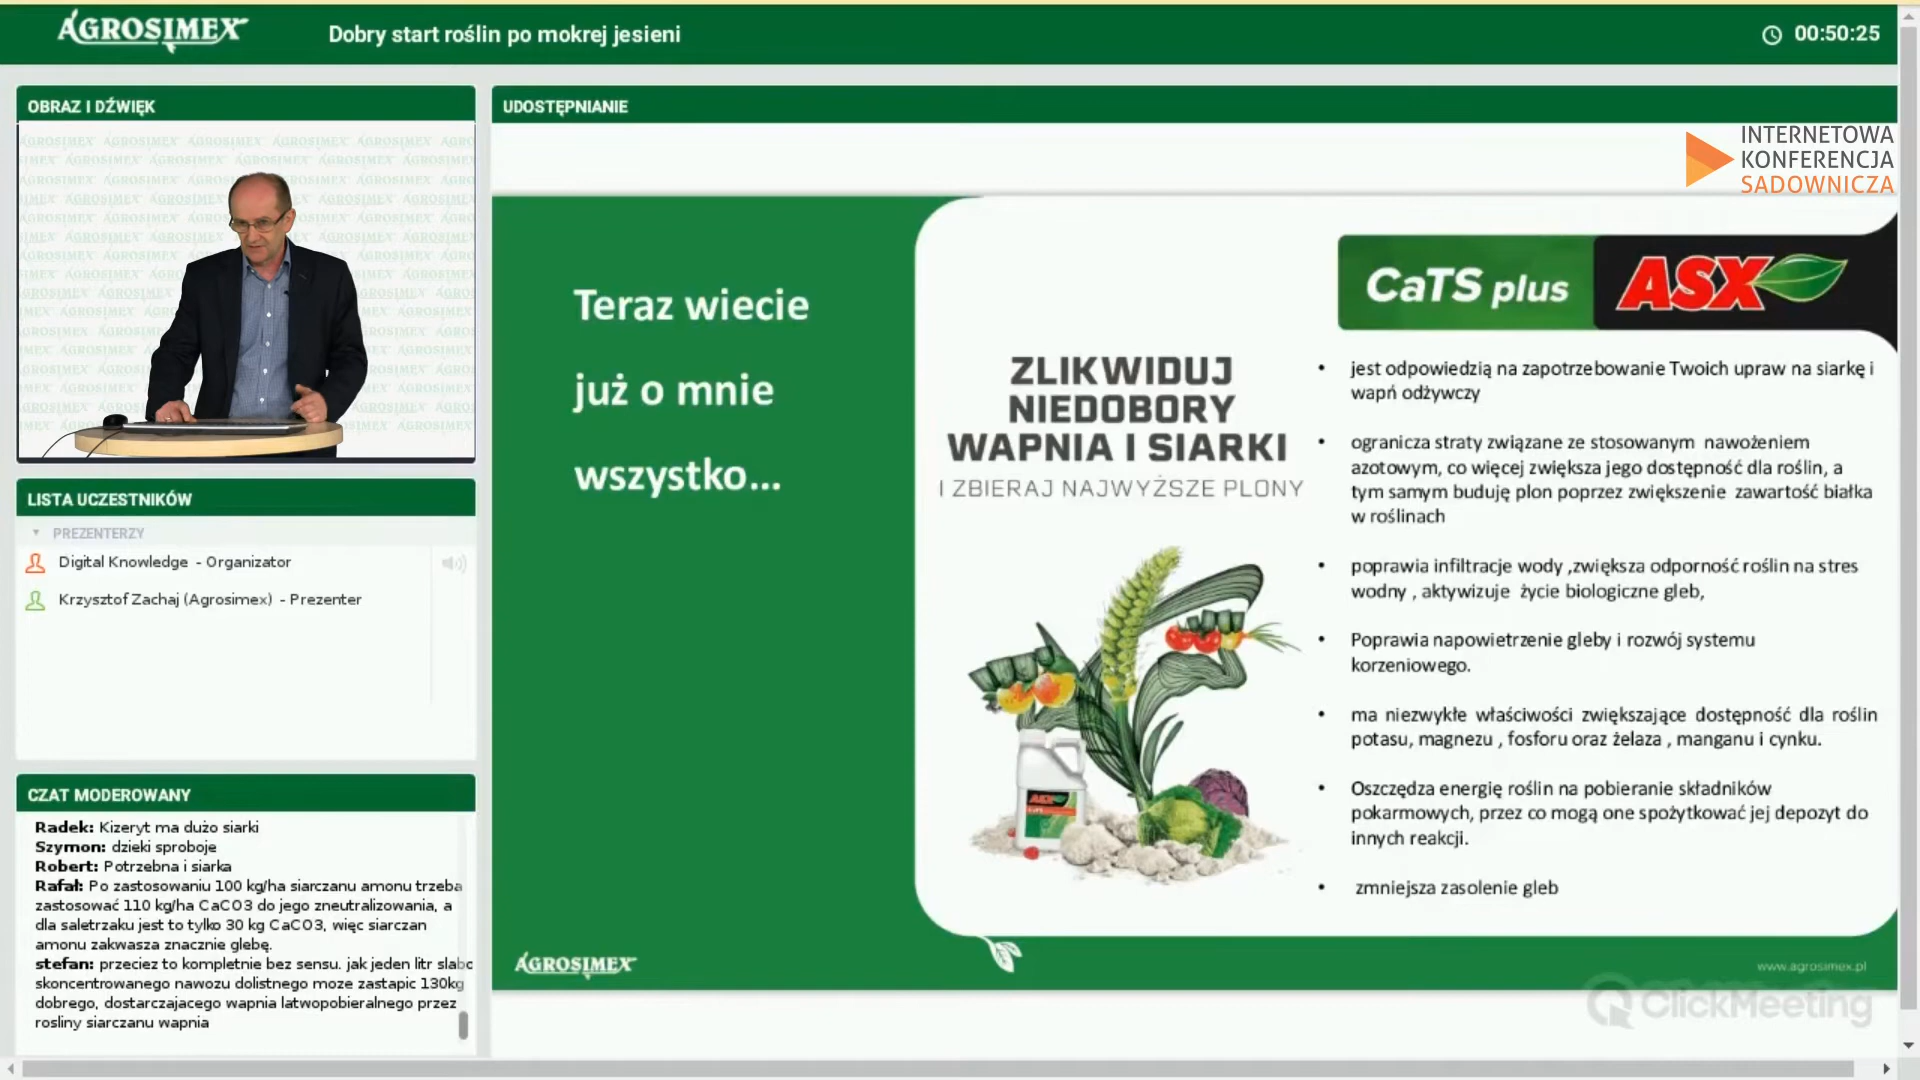 AGROSIMEX
Dobry start roślin po mokrej jesieni
00:50:25
OBRAZ I DŹWIĘK
LISTA UCZESTNIKÓW
PREZENTERZY
Digital Knowledge - Organizator
Krzysztof Zachaj (Agrosimex) - Prezenter
CZAT MODEROWANY
Radek: Kizeryt ma dużo siarki
Szymon: dzieki sproboje
Robert: Potrzebna i siarka
Rafał: Po zastosowaniu 100 kg/ha siarczanu amonu trzeba
zastosować 110 kg/ha CaCO3 do jego zneutralizowania, a
dla saletrzaku jest to tylko 30 kg CaCO3, więc siarczan
amonu zakwasza znacznie glebę.
stefan: przeciez to kompletnie bez sensu. jak jeden litr slabo
skoncentrowanego nawozu dolistnego moze zastapic 130kg
dobrego, dostarczajacego wapnia latwopobieralnego przez
rosliny siarczanu wapnia
UDOSTĘPNIANIE
INTERNETOWA
KONFERENCJA
SADOWNICZA
Teraz wiecie
już o mnie
wszystko...
CaTS plus ASX
ZLIKWIDUJ
NIEDOBORY
WAPNIA I SIARKI
I ZBIERAJ NAJWYŻSZE PLONY
• jest odpowiedzią na zapotrzebowanie Twoich upraw na siarkę i
wapń odżywczy
• ogranicza straty związane ze stosowanym nawożeniem
azotowym, co więcej zwiększa jego dostępność dla roślin, a
tym samym buduję plon poprzez zwiększenie zawartość białka
w roślinach
• poprawia infiltracje wody ,zwiększa odporność roślin na stres
wodny , aktywizuje życie biologiczne gleb,
• Poprawia napowietrzenie gleby i rozwój systemu
korzeniowego.
• ma niezwykłe właściwości zwiększające dostępność dla roślin
potasu, magnezu , fosforu oraz żelaza , manganu i cynku.
• Oszczędza energię roślin na pobieranie składników
pokarmowych, przez co mogą one spożytkować jej depozyt do
innych reakcji.
• zmniejsza zasolenie gleb
AGROSIMEX
www.agrosimex.pl
ClickMeeting